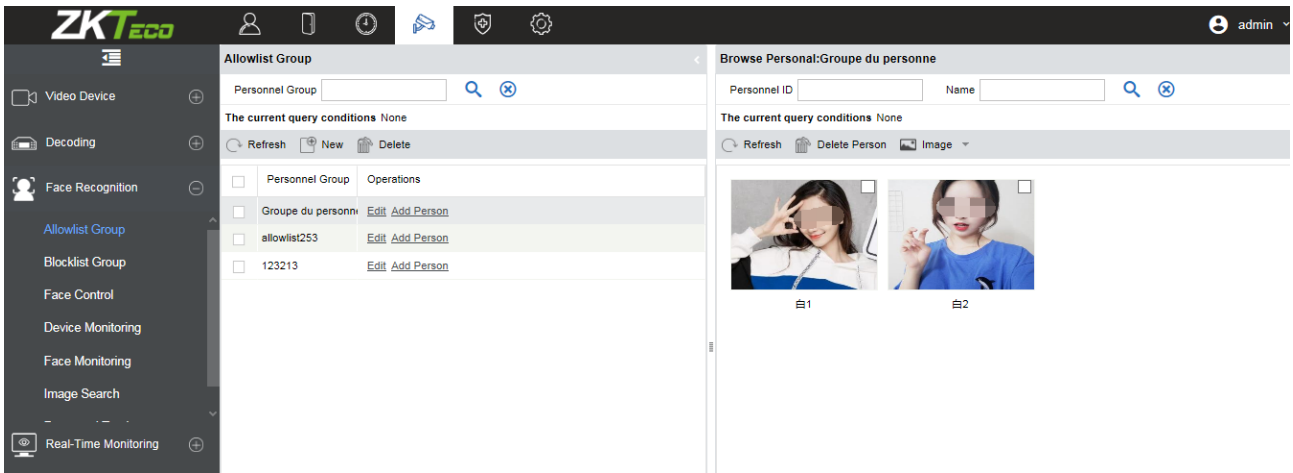 ZKTeco
admin
Video Device
Decoding
Face Recognition
Allowlist Group
Blocklist Group
Face Control
Device Monitoring
Face Monitoring
Image Search
Real-Time Monitoring
Allowlist Group
Personnel Group
The current query conditions None
Refresh New Delete
Personnel Group Operations
Groupe du personn Edit Add Person
allowlist253 Edit Add Person
123213 Edit Add Person
Browse Personal:Groupe du personne
Personnel ID Name
The current query conditions None
Refresh Delete Person Image
白1 白2